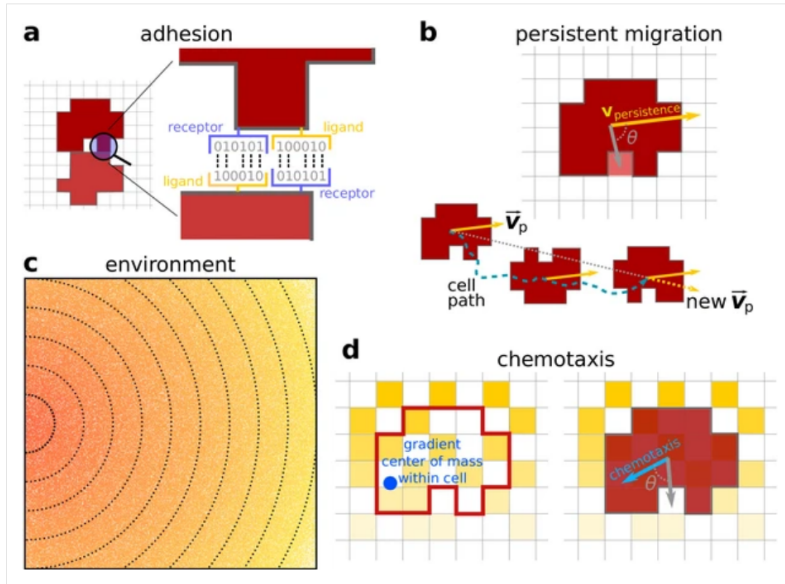 a
adhesion
receptor
ligand
010101
100010
100010
010101
ligand
receptor
b
persistent migration
v persistence
θ
v⃗p
cell
path
new v⃗p
c
environment
d
chemotaxis
gradient
center of mass
within cell
chemotaxis
θ